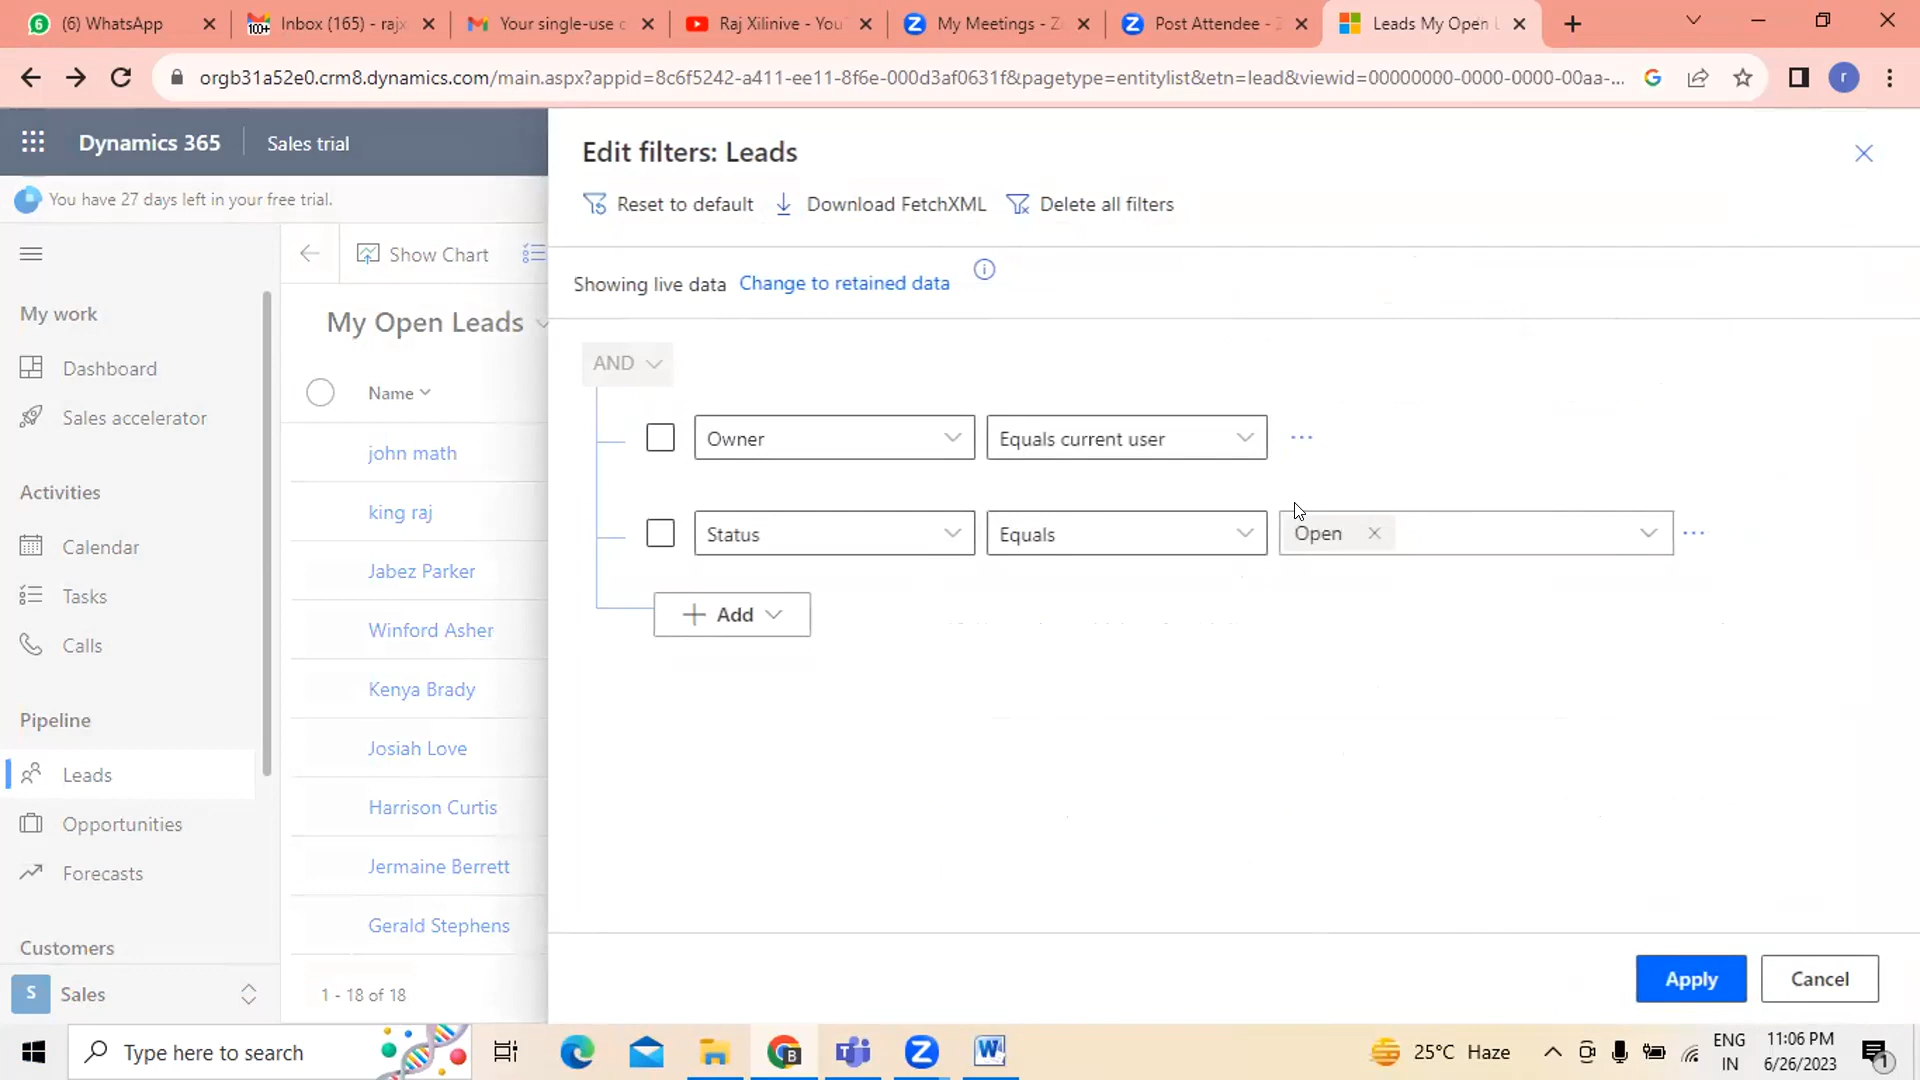 (6) WhatsApp
Inbox (165) - rajx
Your single-use c
Raj Xilinive - You
My Meetings - Z
Post Attendee - Z
Leads My Open L
orgb31a52e0.crm8.dynamics.com/main.aspx?appid=8c6f5242-a411-ee11-8f6e-000d3af0631f&pagetype=entitylist&etn=lead&viewid=00000000-0000-0000-00aa-...
r
Dynamics 365
Sales trial
You have 27 days left in your free trial.
Edit filters: Leads
Reset to default
Download FetchXML
Delete all filters
Showing live data
Change to retained data
Show Chart
My Open Leads
Name
john math
king raj
Jabez Parker
Winford Asher
Kenya Brady
Josiah Love
Harrison Curtis
Jermaine Berrett
Gerald Stephens
1 - 18 of 18
My work
Dashboard
Sales accelerator
Activities
Calendar
Tasks
Calls
Pipeline
Leads
Opportunities
Forecasts
Customers
S
Sales
AND
Owner
Equals current user
Status
Equals
Open
Add
Apply
Cancel
Type here to search
25°C Haze
ENG
IN
11:06 PM
6/26/2023
1